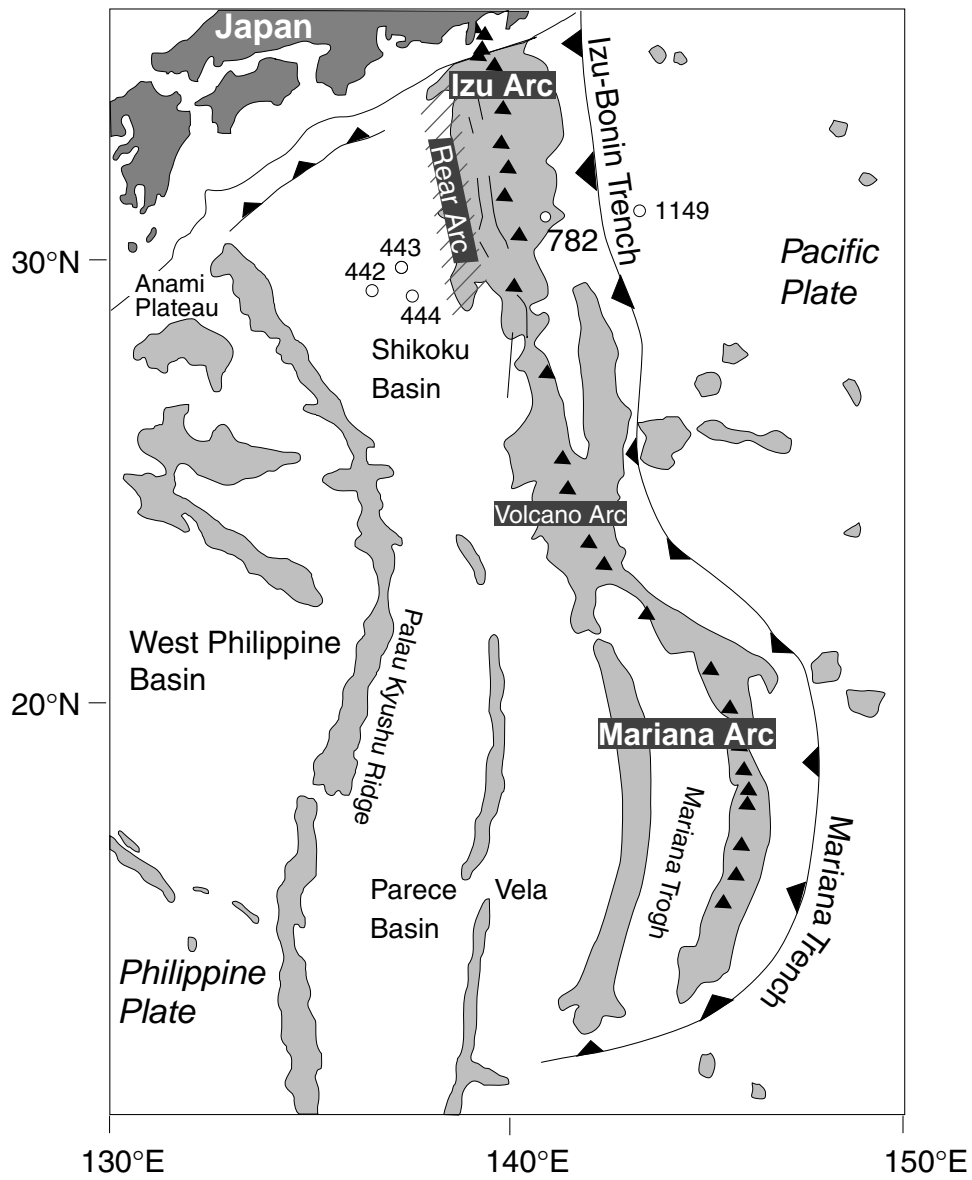 Japan
Izu Arc
Izu-Bonin Trench
Rear Arc
1149
782
443
442
444
30°N
Pacific
Plate
Anami
Plateau
Shikoku
Basin
Volcano Arc
West Philippine
Basin
Palau Kyushu Ridge
20°N
Mariana Arc
Mariana Trogh
Mariana Trench
Parece Vela
Basin
Philippine
Plate
130°E
140°E
150°E